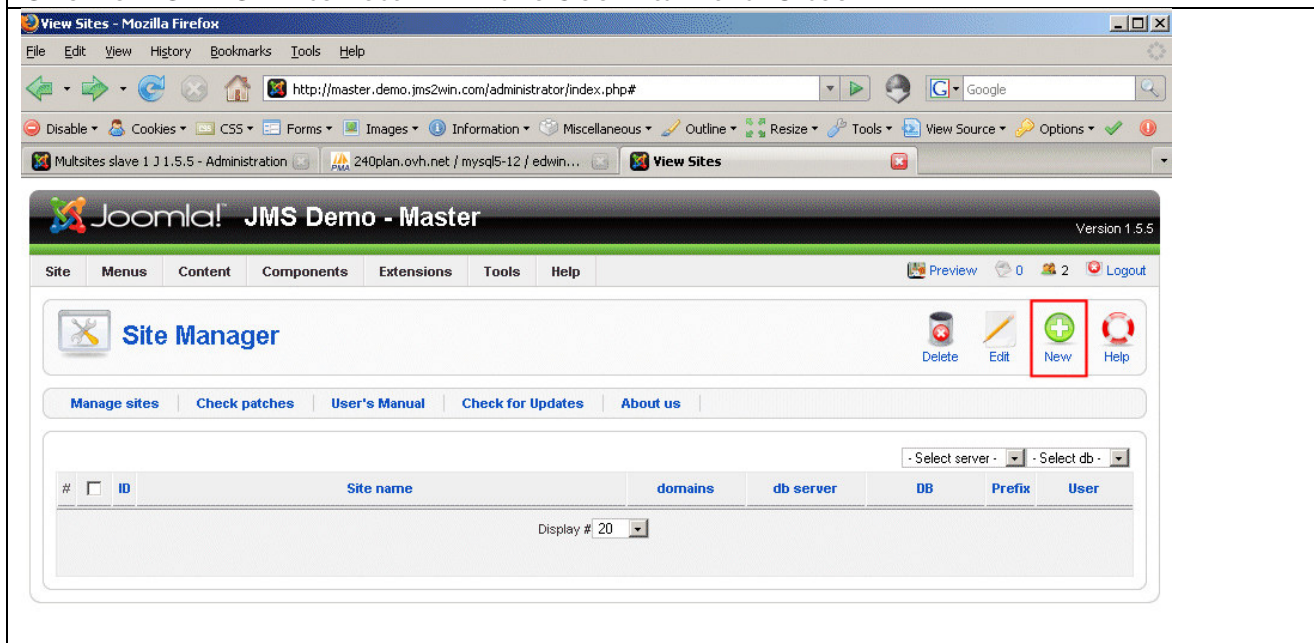 View Sites - Mozilla Firefox
File Edit View History Bookmarks Tools Help
http://master.demo.jms2win.com/administrator/index.php# G Google
Disable Cookies CSS Forms Images Information Miscellaneous Outline Resize Tools View Source Options
Multsites slave 1 J 1.5.5 - Administration PMA 240plan.ovh.net / mysql5-12 / edwin... View Sites
Joomla! JMS Demo - Master
Version 1.5.5
Site Menus Content Components Extensions Tools Help Preview 0 2 Logout
Site Manager
Delete Edit New Help
Manage sites Check patches User's Manual Check for Updates About us
- Select server - - Select db -
# ID Site name domains db server DB Prefix User
Display # 20